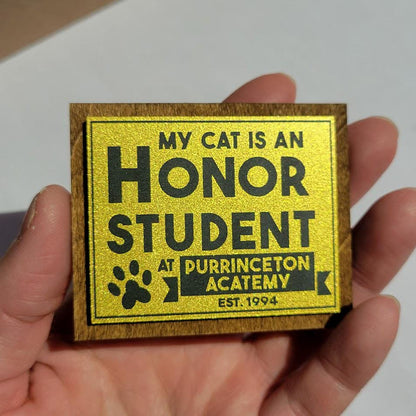 MY CAT IS AN
HONOR
STUDENT
AT PURRINCETON
ACATEMY
EST. 1994